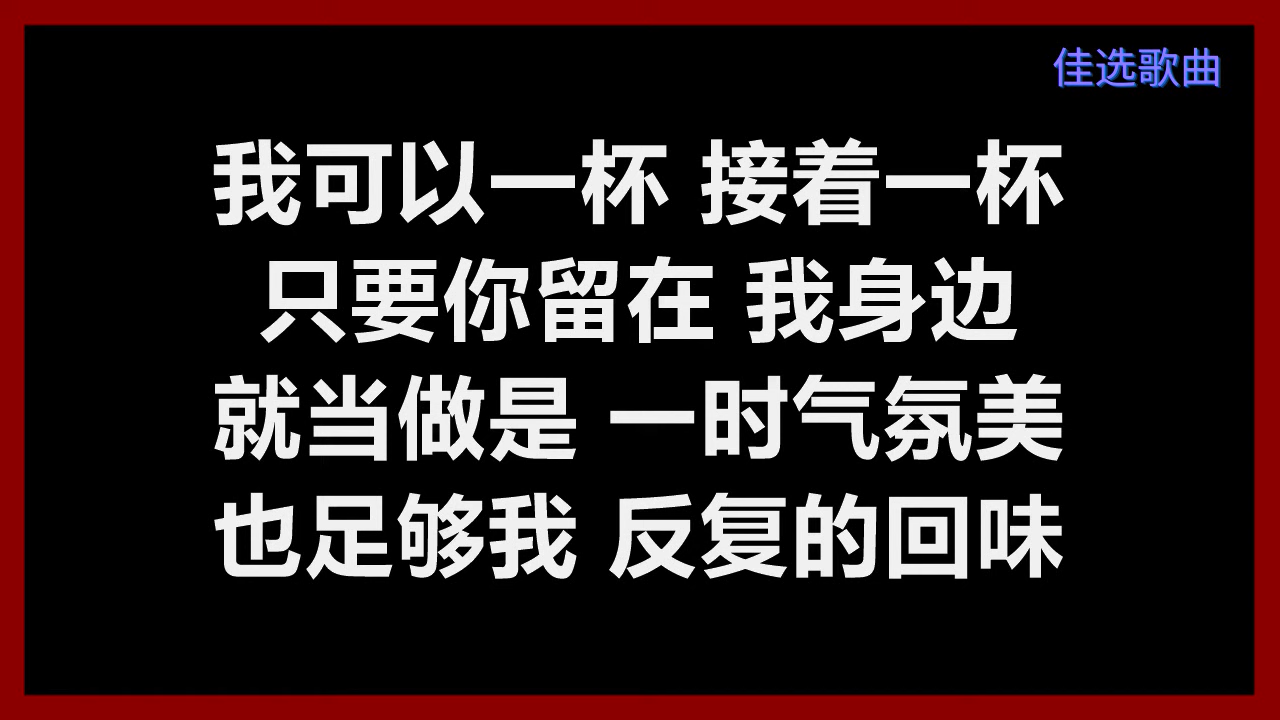 佳选歌曲
我可以一杯 接着一杯
只要你留在 我身边
就当做是 一时气氛美
也足够我 反复的回味